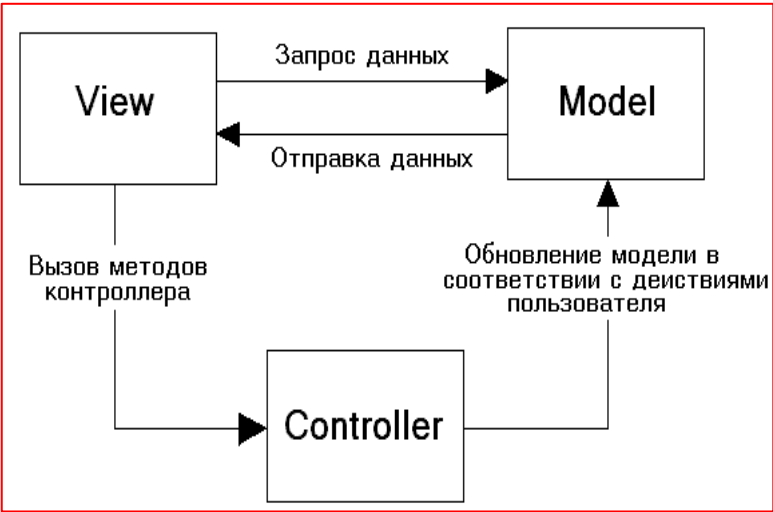 Запрос данных
View
Model
Отправка данных
Вызов методов
контроллера
Обновление модели в
соответствии с деиствиями
пользователя
Controller